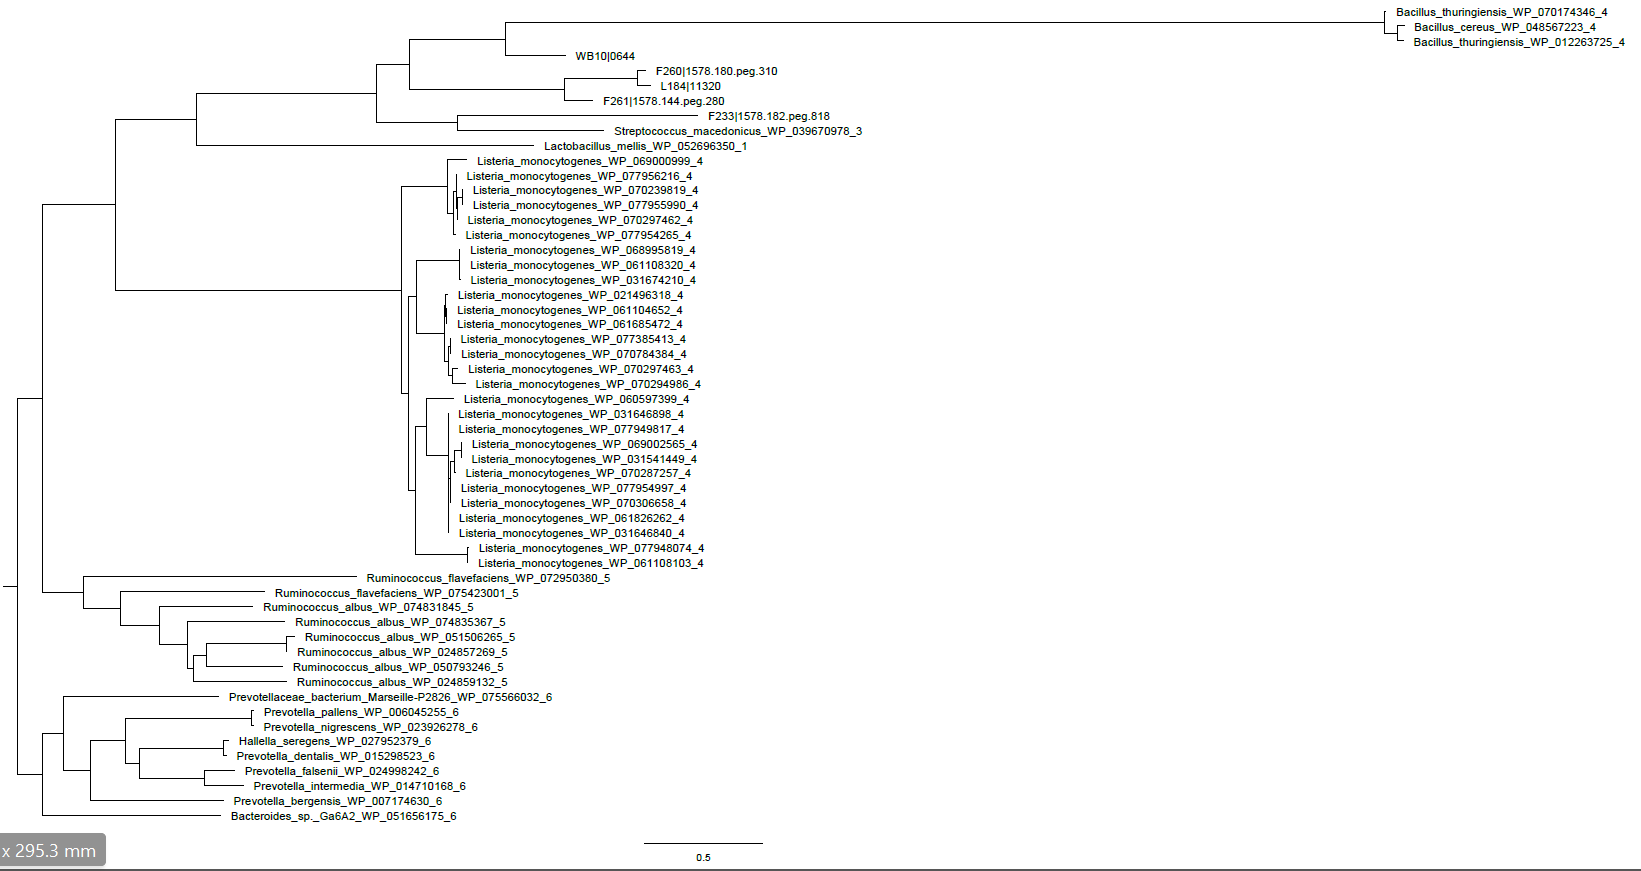 Bacillus_thuringiensis_WP_070174346_4
Bacillus_cereus_WP_048567223_4
Bacillus_thuringiensis_WP_012263725_4
WB10|0644
F260|1578.180.peg.310
L184|11320
F261|1578.144.peg.280
F233|1578.182.peg.818
Streptococcus_macedonicus_WP_039670978_3
Lactobacillus_mellis_WP_052696350_1
Listeria_monocytogenes_WP_069000999_4
Listeria_monocytogenes_WP_077956216_4
Listeria_monocytogenes_WP_070239819_4
Listeria_monocytogenes_WP_077955990_4
Listeria_monocytogenes_WP_070297462_4
Listeria_monocytogenes_WP_077954265_4
Listeria_monocytogenes_WP_068995819_4
Listeria_monocytogenes_WP_061108320_4
Listeria_monocytogenes_WP_031674210_4
Listeria_monocytogenes_WP_021496318_4
Listeria_monocytogenes_WP_061104652_4
Listeria_monocytogenes_WP_061685472_4
Listeria_monocytogenes_WP_077385413_4
Listeria_monocytogenes_WP_070784384_4
Listeria_monocytogenes_WP_070297463_4
Listeria_monocytogenes_WP_070294986_4
Listeria_monocytogenes_WP_060597399_4
Listeria_monocytogenes_WP_031646898_4
Listeria_monocytogenes_WP_077949817_4
Listeria_monocytogenes_WP_069002565_4
Listeria_monocytogenes_WP_031541449_4
Listeria_monocytogenes_WP_070287257_4
Listeria_monocytogenes_WP_077954997_4
Listeria_monocytogenes_WP_070306658_4
Listeria_monocytogenes_WP_061826262_4
Listeria_monocytogenes_WP_031646840_4
Listeria_monocytogenes_WP_077948074_4
Listeria_monocytogenes_WP_061108103_4
Ruminococcus_flavefaciens_WP_072950380_5
Ruminococcus_flavefaciens_WP_075423001_5
Ruminococcus_albus_WP_074831845_5
Ruminococcus_albus_WP_074835367_5
Ruminococcus_albus_WP_051506265_5
Ruminococcus_albus_WP_024857269_5
Ruminococcus_albus_WP_050793246_5
Ruminococcus_albus_WP_024859132_5
Prevotellaceae_bacterium_Marseille-P2826_WP_075566032_6
Prevotella_pallens_WP_006045255_6
Prevotella_nigrescens_WP_023926278_6
Hallella_seregens_WP_027952379_6
Prevotella_dentalis_WP_015298523_6
Prevotella_falsenii_WP_024998242_6
Prevotella_intermedia_WP_014710168_6
Prevotella_bergensis_WP_007174630_6
Bacteroides_sp._Ga6A2_WP_051656175_6
x 295.3 mm
0.5